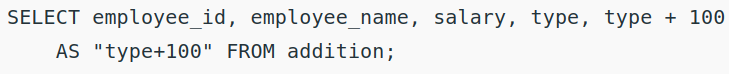 SELECT employee_id, employee_name, salary, type, type + 100
AS "type+100" FROM addition;